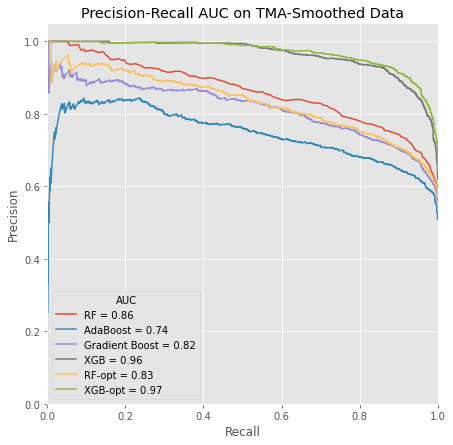 Precision-Recall AUC on TMA-Smoothed Data
1.0
0.8
0.6
0.4
0.2
0.0
Precision
AUC
RF = 0.86
AdaBoost = 0.74
Gradient Boost = 0.82
XGB = 0.96
RF-opt = 0.83
XGB-opt = 0.97
0.0 0.2 0.4 0.6 0.8 1.0
Recall